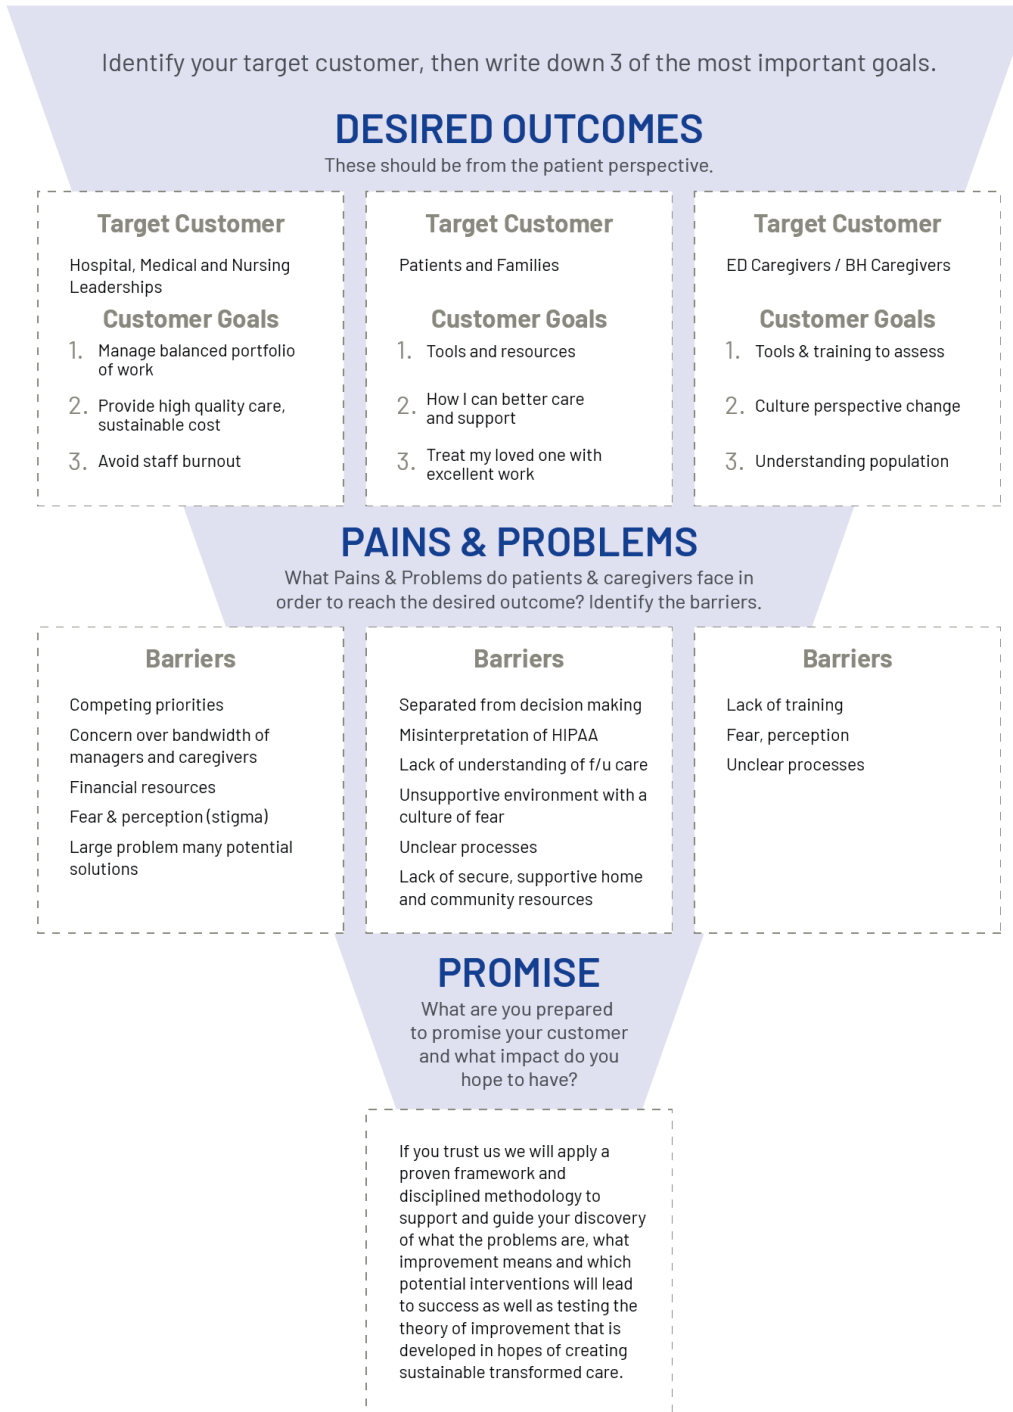 Identify your target customer, then write down 3 of the most important goals.
DESIRED OUTCOMES
These should be from the patient perspective.
Target Customer
Hospital, Medical and Nursing
Leaderships
Customer Goals
1. Manage balanced portfolio
of work
2. Provide high quality care,
sustainable cost
3. Avoid staff burnout
Target Customer
Patients and Families
Customer Goals
1. Tools and resources
2. How I can better care
and support
3. Treat my loved one with
excellent work
Target Customer
ED Caregivers / BH Caregivers
Customer Goals
1. Tools & training to assess
2. Culture perspective change
3. Understanding population
PAINS & PROBLEMS
What Pains & Problems do patients & caregivers face in
order to reach the desired outcome? Identify the barriers.
Barriers
Competing priorities
Concern over bandwidth of
managers and caregivers
Financial resources
Fear & perception (stigma)
Large problem many potential
solutions
Barriers
Separated from decision making
Misinterpretation of HIPAA
Lack of understanding of f/u care
Unsupportive environment with a
culture of fear
Unclear processes
Lack of secure, supportive home
and community resources
Barriers
Lack of training
Fear, perception
Unclear processes
PROMISE
What are you prepared
to promise your customer
and what impact do you
hope to have?
If you trust us we will apply a
proven framework and
disciplined methodology to
support and guide your discovery
of what the problems are, what
improvement means and which
potential interventions will lead
to success as well as testing the
theory of improvement that is
developed in hopes of creating
sustainable transformed care.